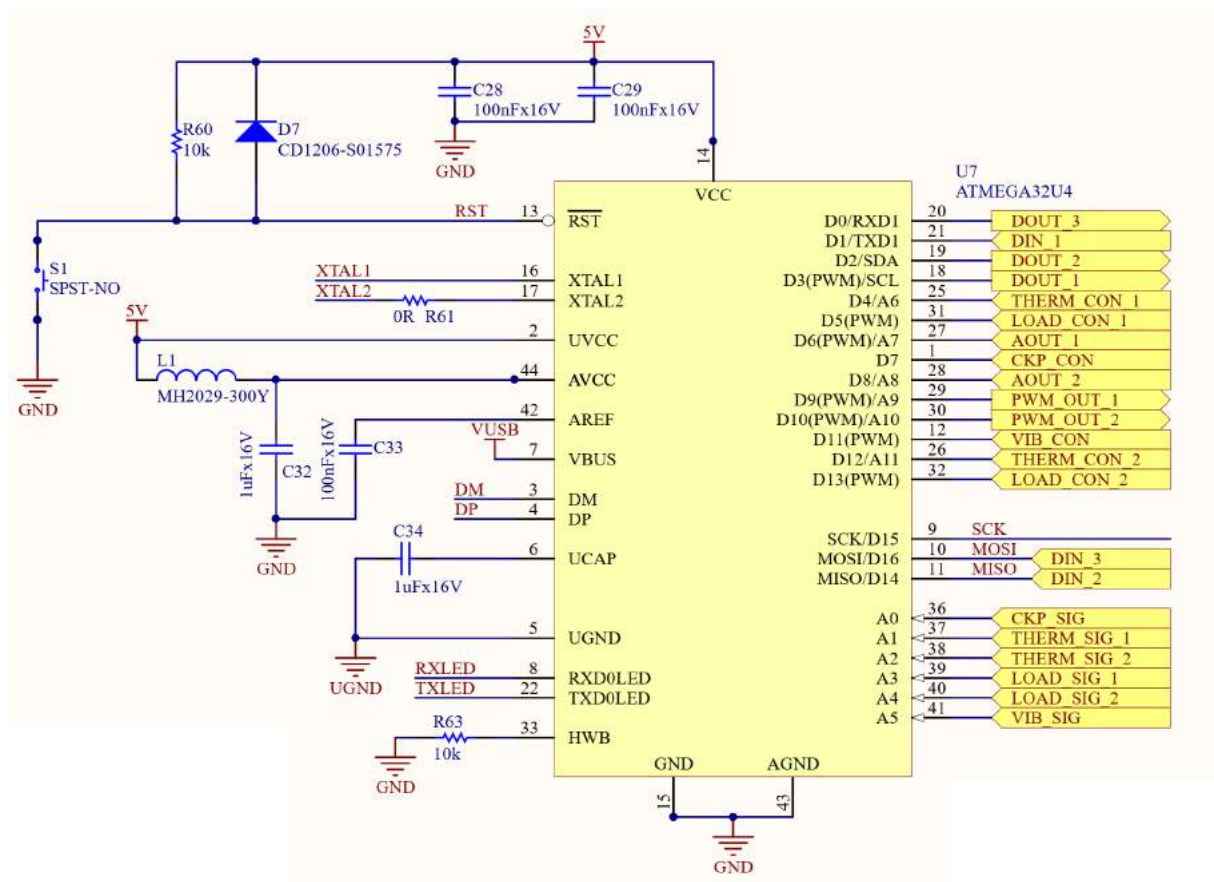 5V
C28
100nFx16V
C29
100nFx16V
R60
10k
D7
CD1206-S01575
GND
14
VCC
U7
ATMEGA32U4
RST 13 RST
S1
SPST-NO
GND
XTAL1 16 XTAL1
XTAL2 17 XTAL2
0R R61
5V
2 UVCC
L1
MH2029-300Y
44 AVCC
42 AREF
1uFx16V
C32
100nFx16V
C33
GND
VUSB
7 VBUS
DM 3 DM
DP 4 DP
C34
1uFx16V
6 UCAP
5 UGND
UGND
RXLED 8 RXD0LED
TXLED 22 TXD0LED
R63
10k
33 HWB
GND
D0/RXD1 20 DOUT_3
D1/TXD1 21 DIN_1
D2/SDA 19 DOUT_2
D3(PWM)/SCL 18 DOUT_1
D4/A6 25 THERM_CON_1
D5(PWM) 31 LOAD_CON_1
D6(PWM)/A7 27 AOUT_1
D7 1 CKP_CON
D8/A8 28 AOUT_2
D9(PWM)/A9 29 PWM_OUT_1
D10(PWM)/A10 30 PWM_OUT_2
D11(PWM) 12 VIB_CON
D12/A11 26 THERM_CON_2
D13(PWM) 32 LOAD_CON_2
SCK/D15 9 SCK
MOSI/D16 10 MOSI DIN_3
MISO/D14 11 MISO DIN_2
A0 36 CKP_SIG
A1 37 THERM_SIG_1
A2 38 THERM_SIG_2
A3 39 LOAD_SIG_1
A4 40 LOAD_SIG_2
A5 41 VIB_SIG
GND AGND
15 43
GND